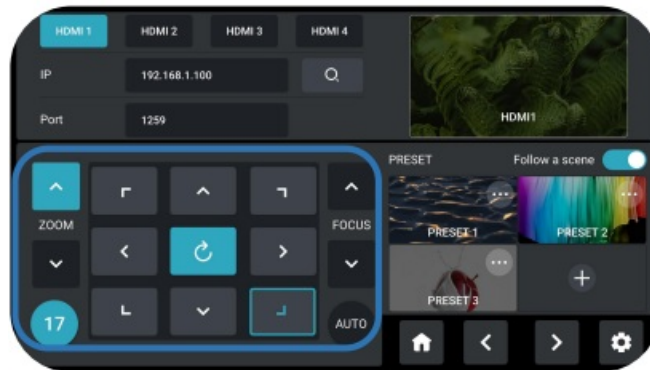 HDMI 1 HDMI 2 HDMI 3 HDMI 4
IP 192.168.1.100
Port 1259
HDMI1
PRESET Follow a scene
ZOOM FOCUS
PRESET 1 PRESET 2
PRESET 3
17 AUTO